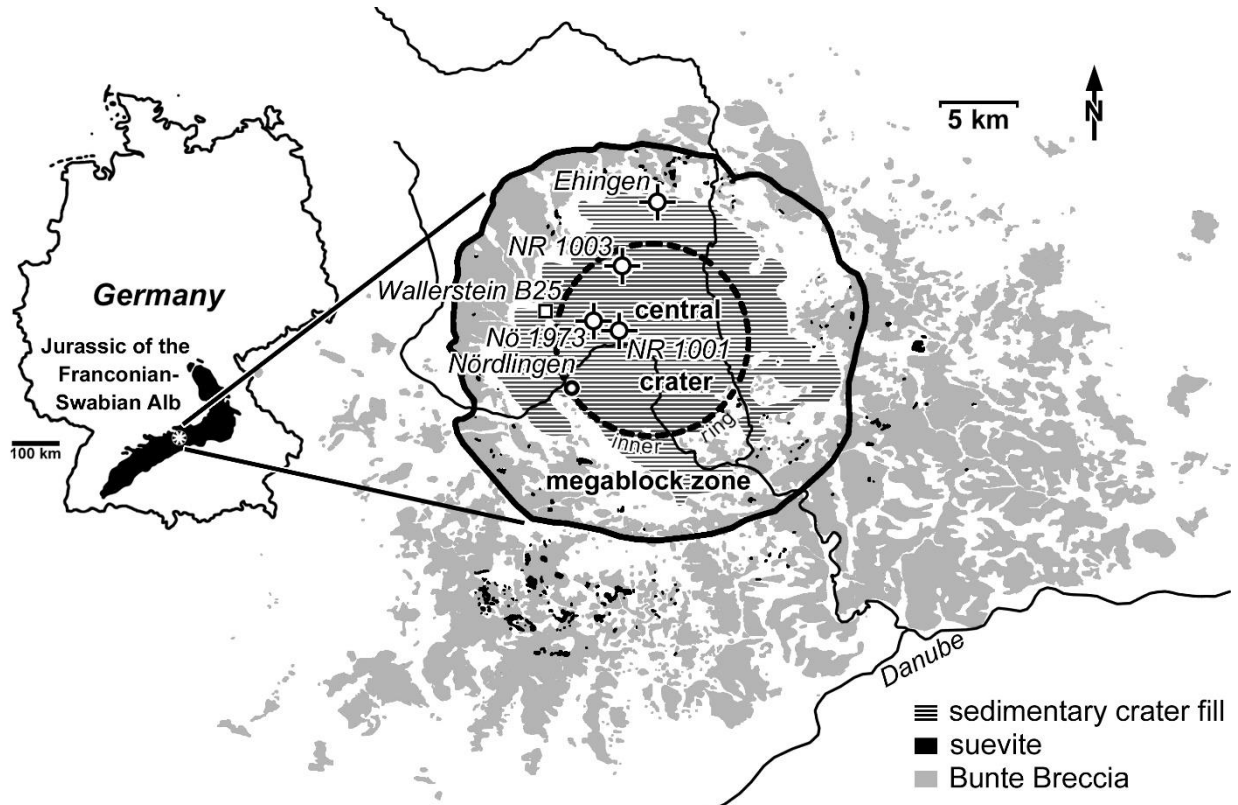 Germany
Jurassic of the
Franconian-
Swabian Alb
100 km
5 km
N
Ehingen
NR 1003
Wallerstein B25
central
Nö 1973
NR 1001
Nördlingen
crater
inner
ring
megablock zone
Danube
sedimentary crater fill
suevite
Bunte Breccia